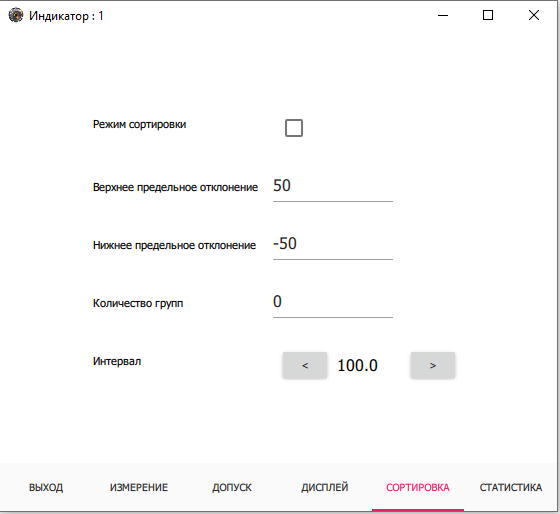 Индикатор : 1
Режим сортировки
Верхнее предельное отклонение 50
Нижнее предельное отклонение -50
Количество групп 0
Интервал < 100.0 >
ВЫХОД ИЗМЕРЕНИЕ ДОПУСК ДИСПЛЕЙ СОРТИРОВКА СТАТИСТИКА